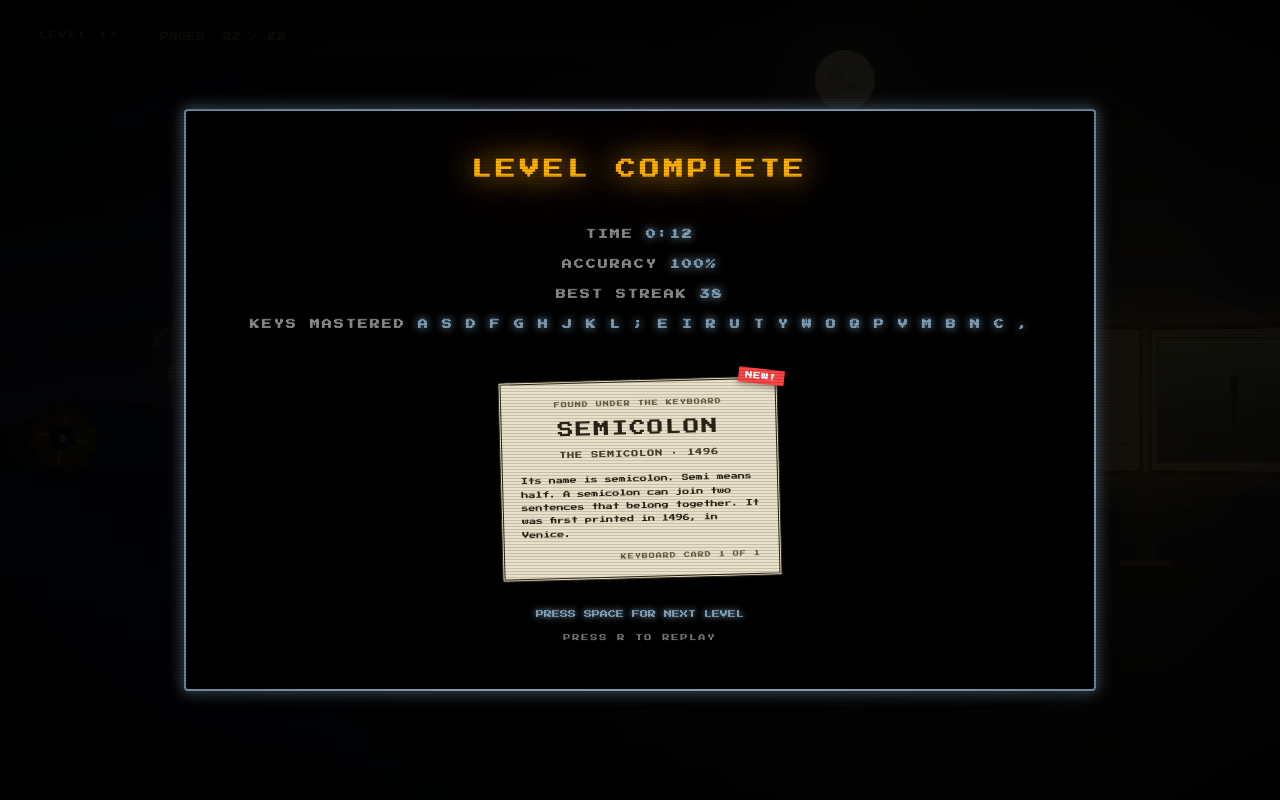 LEVEL 13 PAGES 22 / 22
LEVEL COMPLETE
TIME 0:12
ACCURACY 100%
BEST STREAK 38
KEYS MASTERED A S D F G H J K L ; E I R U T Y W O Q P V M B N C ,
NEW!
FOUND UNDER THE KEYBOARD
SEMICOLON
THE SEMICOLON · 1496
Its name is semicolon. Semi means
half. A semicolon can join two
sentences that belong together. It
was first printed in 1496, in
Venice.
KEYBOARD CARD 1 OF 1
PRESS SPACE FOR NEXT LEVEL
PRESS R TO REPLAY